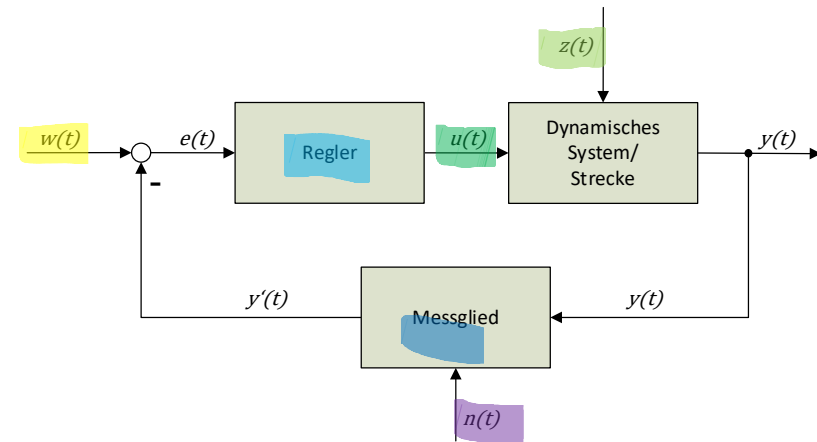 z(t)
w(t)
e(t)
Regler
u(t)
Dynamisches
System/
Strecke
y(t)
-
y‘(t)
Messglied
y(t)
n(t)